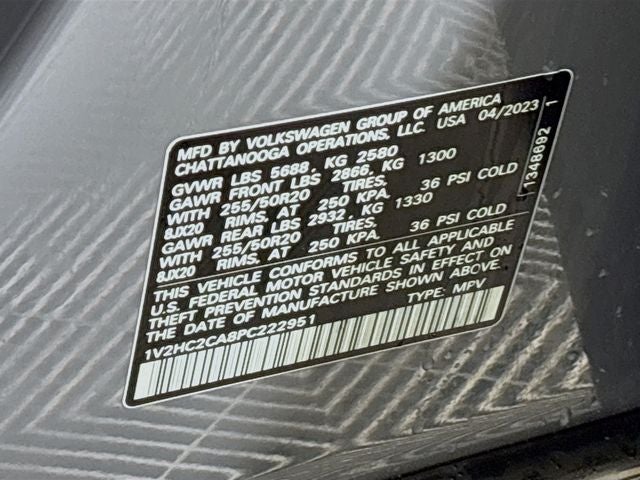 MFD BY VOLKSWAGEN GROUP OF AMERICA
CHATTANOOGA OPERATIONS, LLC. USA 04/2023
GVWR LBS 5688, KG 2580
GAWR FRONT LBS 2866, KG 1300
WITH 255/50R20 TIRES.
8JX20 RIMS, AT 250 KPA. 36 PSI COLD
GAWR REAR LBS 2932, KG 1330
WITH 255/50R20 TIRES.
8JX20 RIMS, AT 250 KPA. 36 PSI COLD
THIS VEHICLE CONFORMS TO ALL APPLICABLE
U.S. FEDERAL MOTOR VEHICLE SAFETY AND
THEFT PREVENTION STANDARDS IN EFFECT ON
THE DATE OF MANUFACTURE SHOWN ABOVE.
1V2HC2CA8PC222951 TYPE: MPV
1348692 1